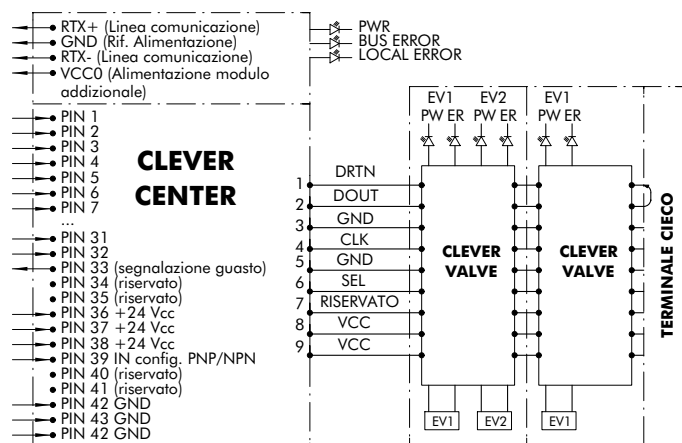 RTX+ (Linea comunicazione)
GND (Rif. Alimentazione)
RTX- (Linea comunicazione)
VCC0 (Alimentazione modulo
addizionale)
PWR
BUS ERROR
LOCAL ERROR
PIN 1
PIN 2
PIN 3
PIN 4
PIN 5
PIN 6
PIN 7
...
PIN 31
PIN 32
PIN 33 (segnalazione guasto)
PIN 34 (riservato)
PIN 35 (riservato)
PIN 36 +24 Vcc
PIN 37 +24 Vcc
PIN 38 +24 Vcc
PIN 39 IN config. PNP/NPN
PIN 40 (riservato)
PIN 41 (riservato)
PIN 42 GND
PIN 43 GND
PIN 42 GND
CLEVER
CENTER
1 DRTN
2 DOUT
3 GND
4 CLK
5 GND
6 SEL
7 RISERVATO
8 VCC
9 VCC
EV1 EV2
PW ER PW ER
CLEVER
VALVE
EV1 EV2
EV1
PW ER
CLEVER
VALVE
EV1
TERMINALE CIECO